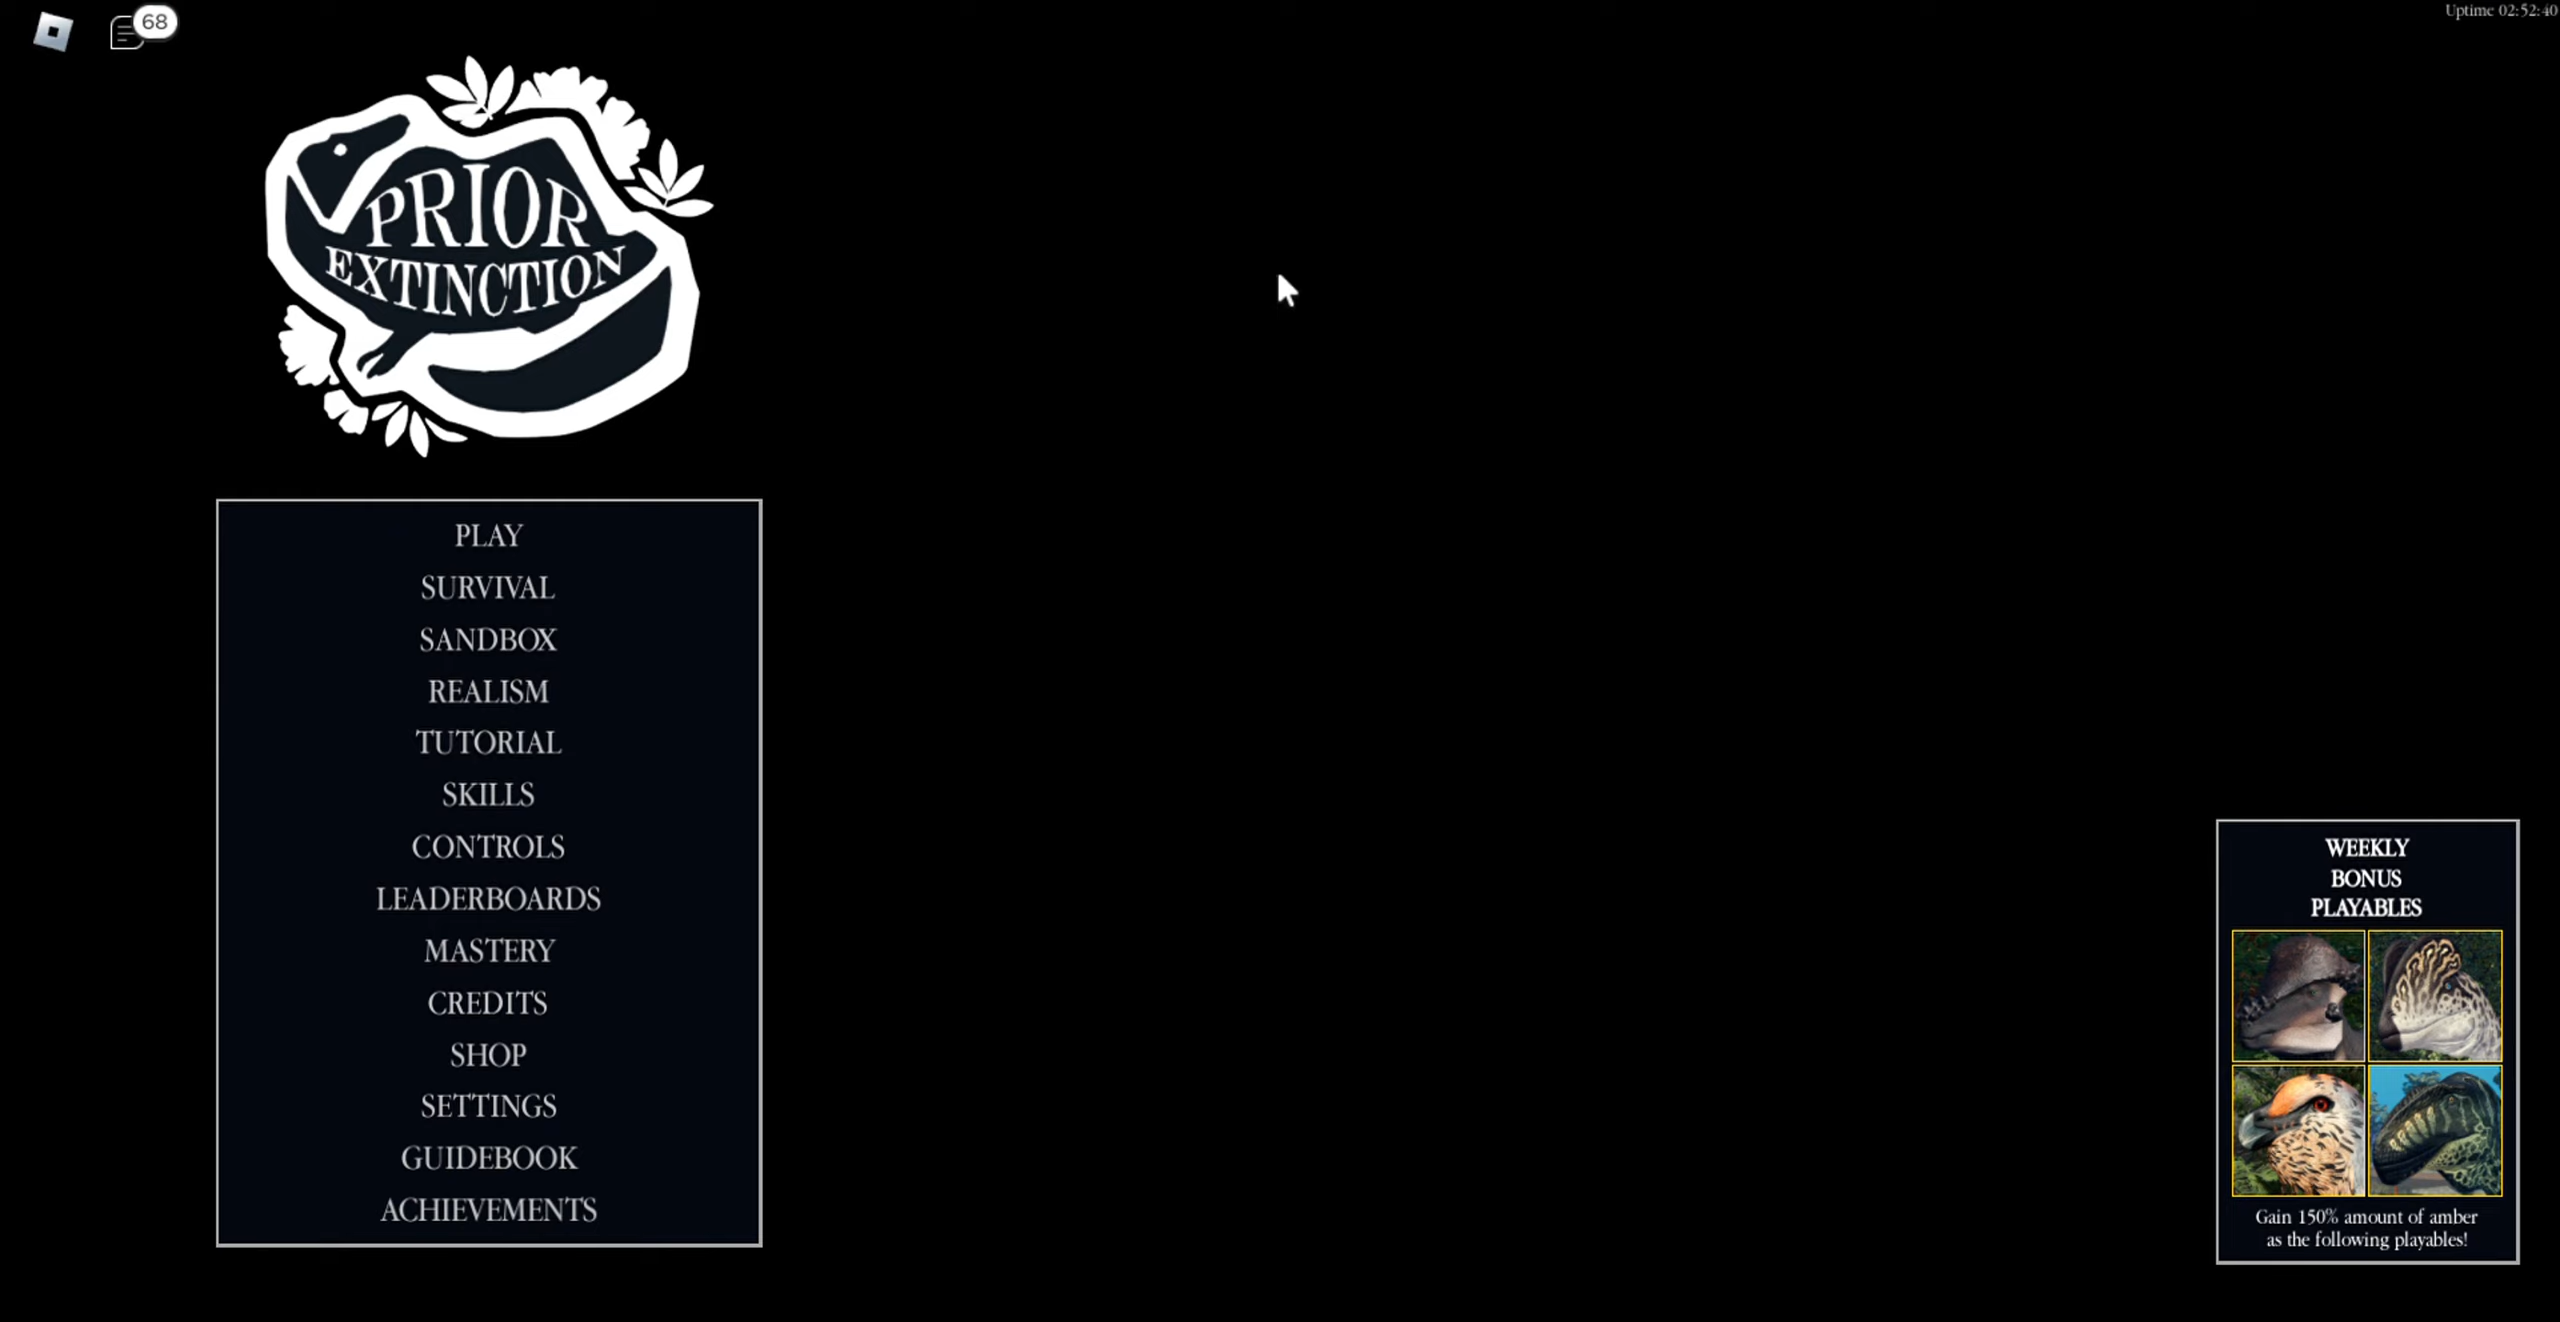 68
Uptime 02:52:40
PRIOR
EXTINCTION
PLAY
SURVIVAL
SANDBOX
REALISM
TUTORIAL
SKILLS
CONTROLS
LEADERBOARDS
MASTERY
CREDITS
SHOP
SETTINGS
GUIDEBOOK
ACHIEVEMENTS
WEEKLY
BONUS
PLAYABLES
Gain 150% amount of amber
as the following playables!